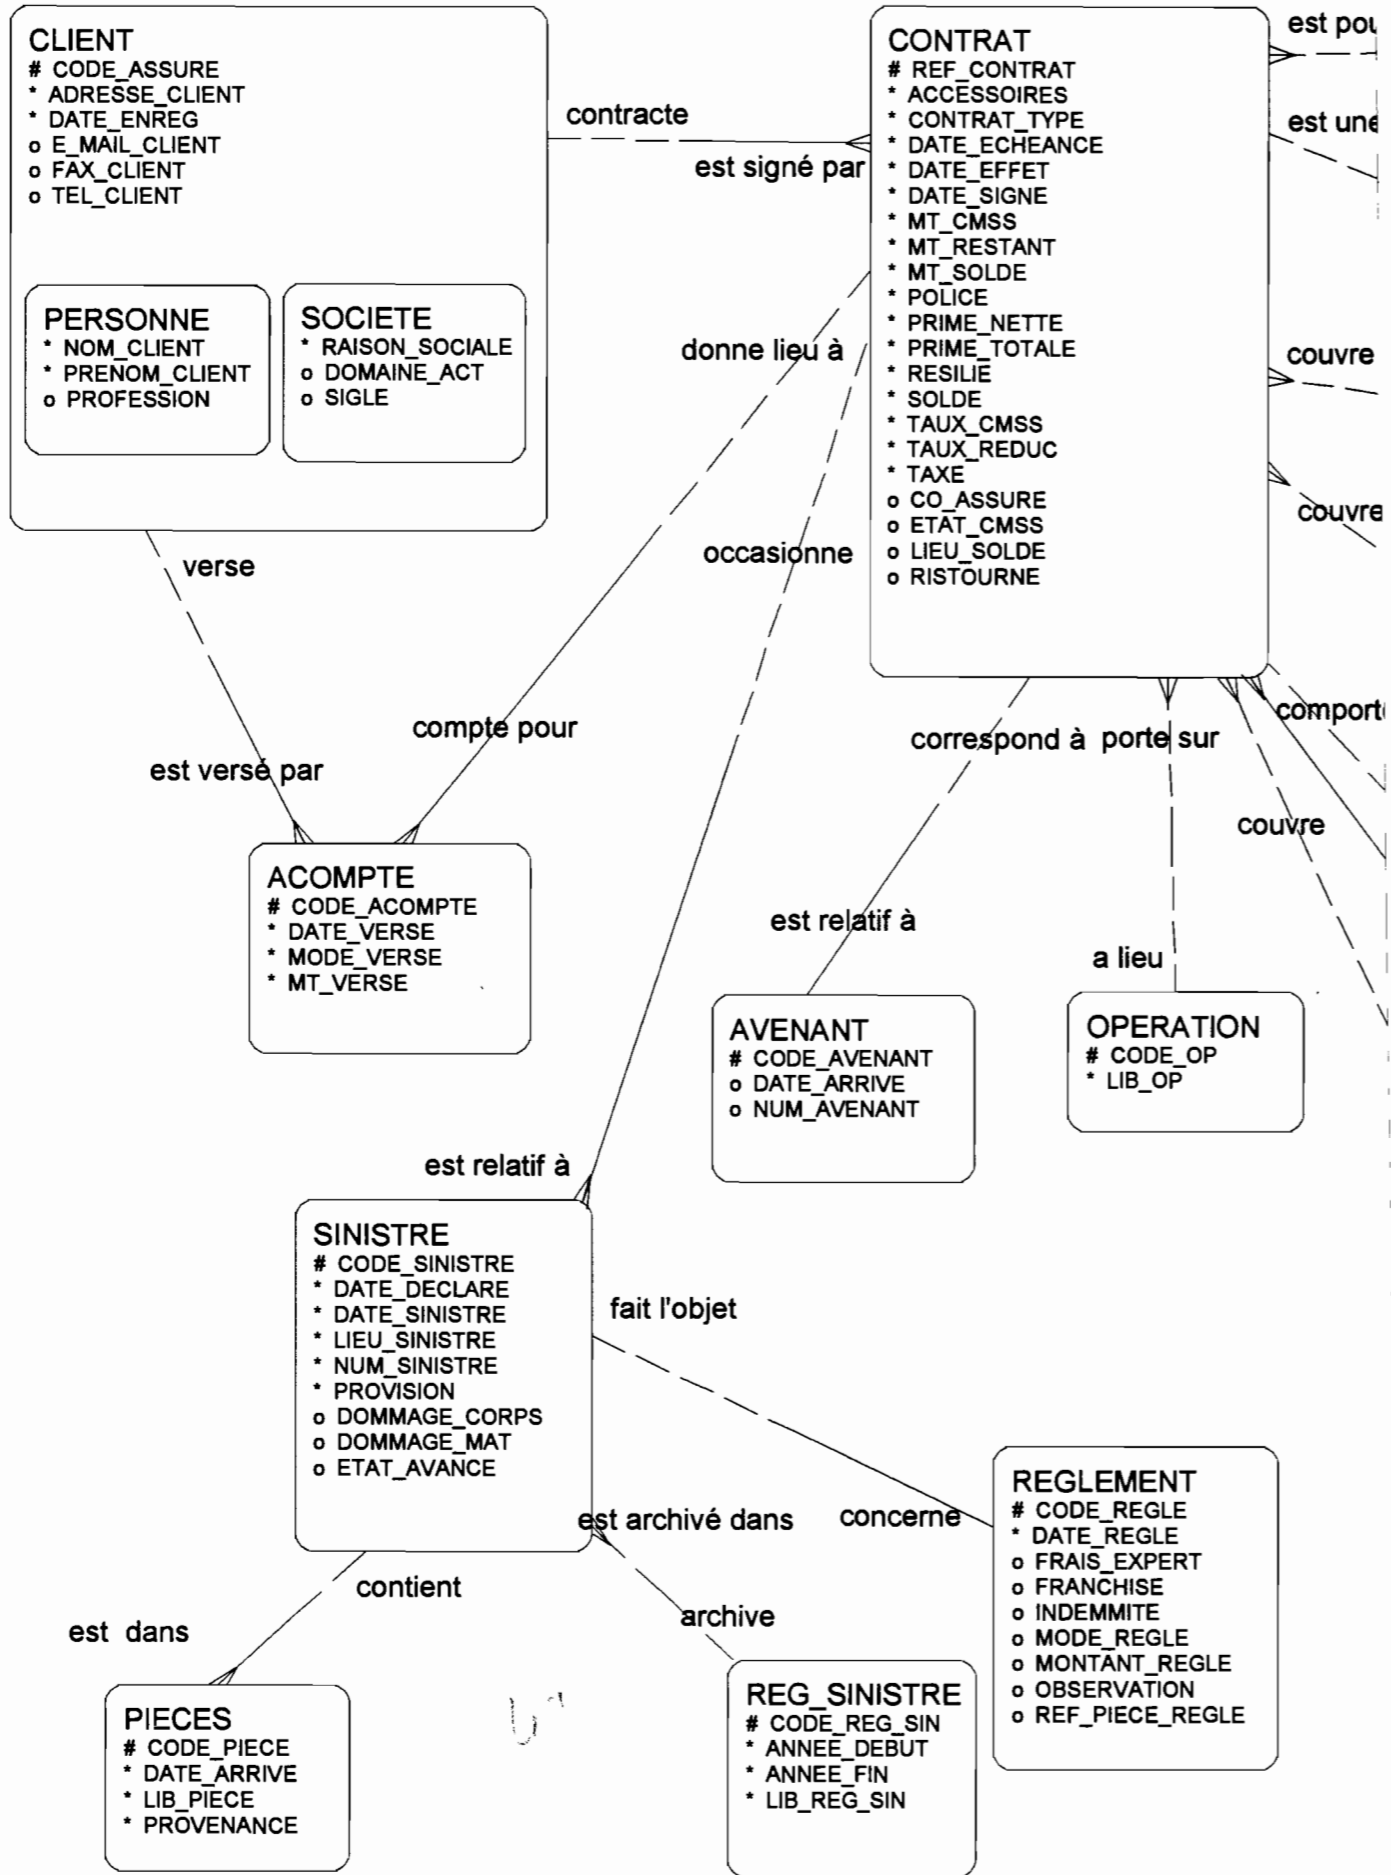 CLIENT
# CODE_ASSURE
* ADRESSE_CLIENT
* DATE_ENREG
o E_MAIL_CLIENT
o FAX_CLIENT
o TEL_CLIENT
PERSONNE
* NOM_CLIENT
* PRENOM_CLIENT
o PROFESSION
SOCIETE
* RAISON_SOCIALE
o DOMAINE_ACT
o SIGLE
contracte
est signé par
CONTRAT
# REF_CONTRAT
* ACCESSOIRES
* CONTRAT_TYPE
* DATE_ECHEANCE
* DATE_EFFET
* DATE_SIGNE
* MT_CMSS
* MT_RESTANT
* MT_SOLDE
* POLICE
* PRIME_NETTE
* PRIME_TOTALE
* RESILIE
* SOLDE
* TAUX_CMSS
* TAUX_REDUC
* TAXE
o CO_ASSURE
o ETAT_CMSS
o LIEU_SOLDE
o RISTOURNE
est pou
est une
couvre
couvre
comporte
couvre
donne lieu à
occasionne
verse
est versé par
compte pour
correspond à
porte sur
ACOMPTE
# CODE_ACOMPTE
* DATE_VERSE
* MODE_VERSE
* MT_VERSE
est relatif à
a lieu
AVENANT
# CODE_AVENANT
o DATE_ARRIVE
o NUM_AVENANT
OPERATION
# CODE_OP
* LIB_OP
est relatif à
SINISTRE
# CODE_SINISTRE
* DATE_DECLARE
* DATE_SINISTRE
* LIEU_SINISTRE
* NUM_SINISTRE
* PROVISION
o DOMMAGE_CORPS
o DOMMAGE_MAT
o ETAT_AVANCE
fait l'objet
concerne
est archivé dans
archive
contient
est dans
REGLEMENT
# CODE_REGLE
* DATE_REGLE
o FRAIS_EXPERT
o FRANCHISE
o INDEMMITE
o MODE_REGLE
o MONTANT_REGLE
o OBSERVATION
o REF_PIECE_REGLE
PIECES
# CODE_PIECE
* DATE_ARRIVE
* LIB_PIECE
* PROVENANCE
REG_SINISTRE
# CODE_REG_SIN
* ANNEE_DEBUT
* ANNEE_FIN
* LIB_REG_SIN